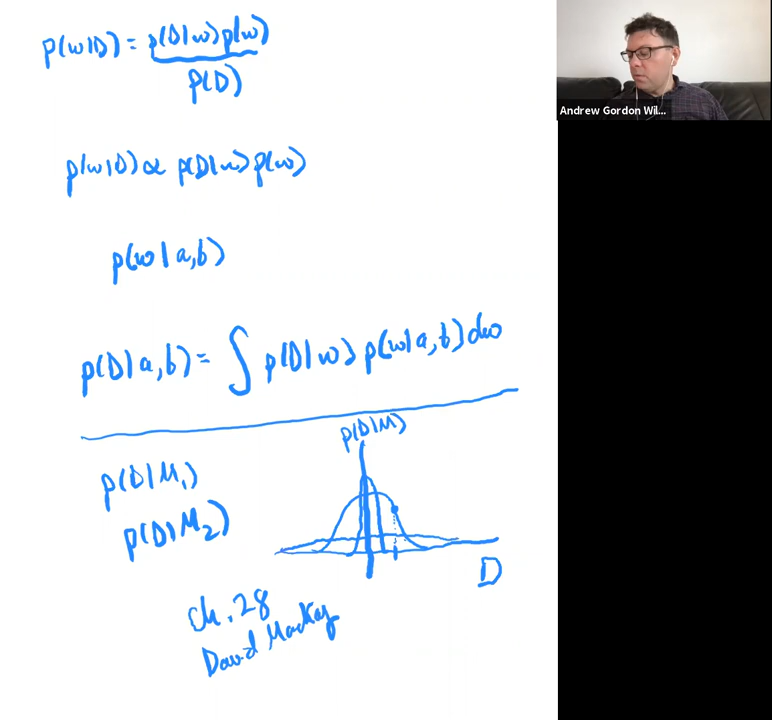 p(w|D) = p(D|w) p(w) / p(D)
Andrew Gordon Wil...
p(w|D) ∝ p(D|w) p(w)
p(w|a,b)
p(D|a,b) = ∫ p(D|w) p(w|a,b) dw
p(D|M)
p(D|M₁)
p(D|M₂)
D
Ch. 28
David Mackay